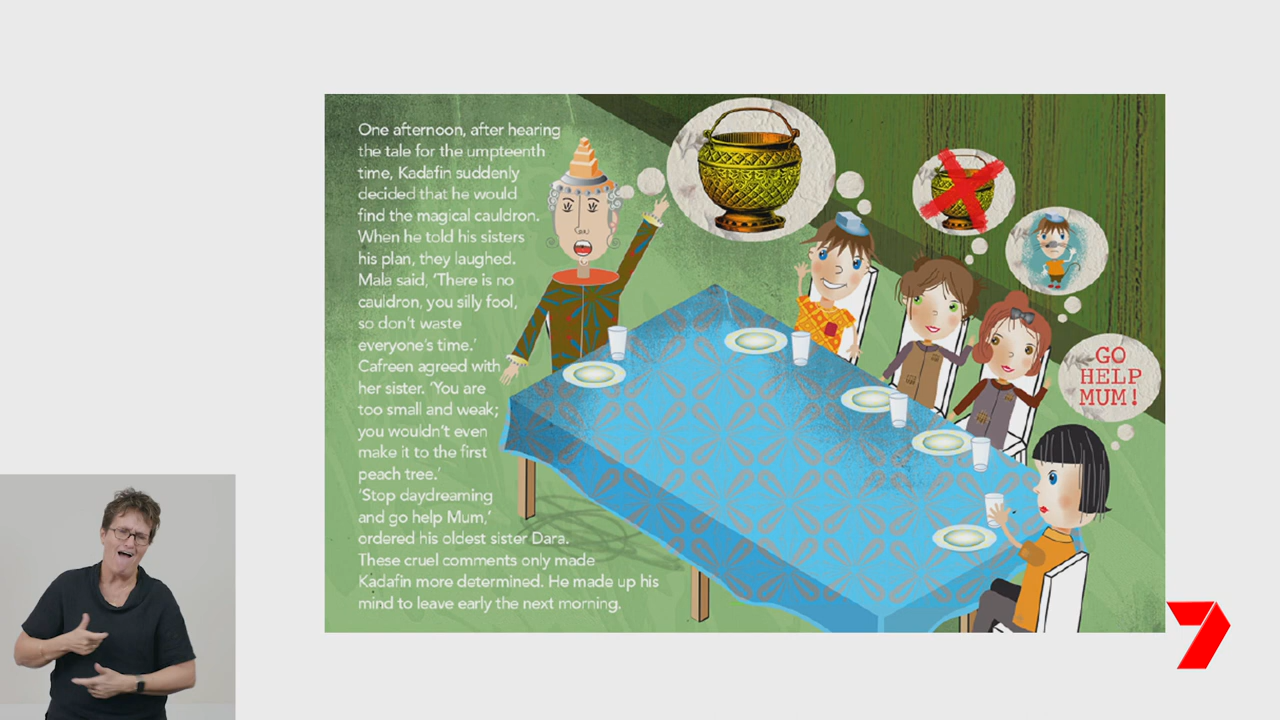 One afternoon, after hearing
the tale for the umpteenth
time, Kadafin suddenly
decided that he would
find the magical cauldron.
When he told his sisters
his plan, they laughed.
Mala said, ‘There is no
cauldron, you silly fool,
so don’t waste
everyone’s time.’
Cafreen agreed with
her sister. ‘You are
too small and weak;
you wouldn’t even
make it to the first
peach tree.’
‘Stop daydreaming
and go help Mum,’
ordered his oldest sister Dara.
These cruel comments only made
Kadafin more determined. He made up his
mind to leave early the next morning.
GO
HELP
MUM!
7